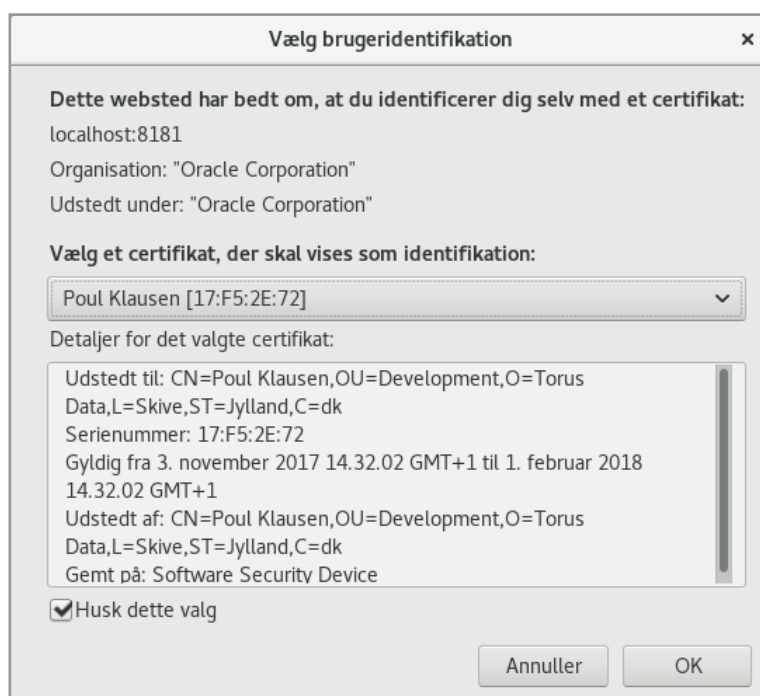 Vælg brugeridentifikation
Dette websted har bedt om, at du identificerer dig selv med et certifikat:
localhost:8181
Organisation: "Oracle Corporation"
Udstedt under: "Oracle Corporation"
Vælg et certifikat, der skal vises som identifikation:
Poul Klausen [17:F5:2E:72]
Detaljer for det valgte certifikat:
Udstedt til: CN=Poul Klausen,OU=Development,O=Torus
Data,L=Skive,ST=Jylland,C=dk
Serienummer: 17:F5:2E:72
Gyldig fra 3. november 2017 14.32.02 GMT+1 til 1. februar 2018
14.32.02 GMT+1
Udstedt af: CN=Poul Klausen,OU=Development,O=Torus
Data,L=Skive,ST=Jylland,C=dk
Gemt på: Software Security Device
Husk dette valg
Annuller
OK